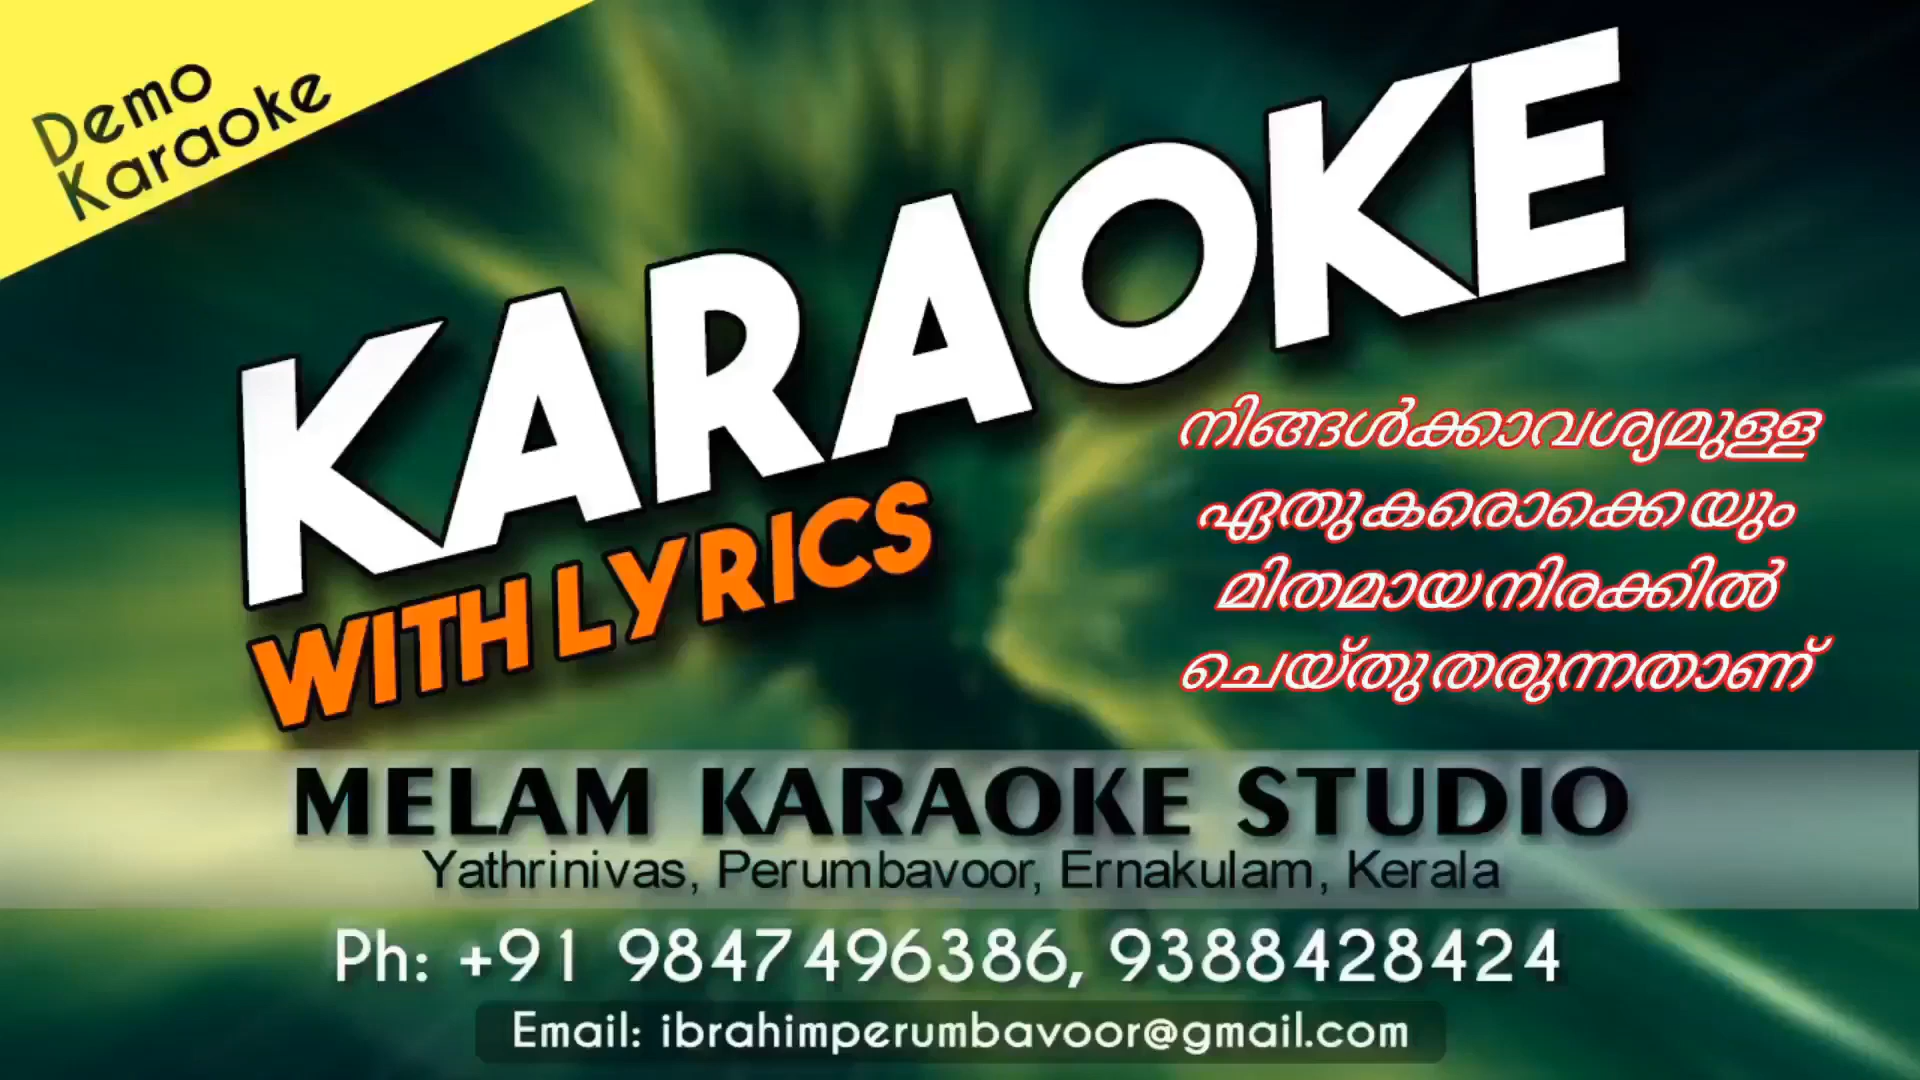 Demo
Karaoke
KARAOKE
WITH LYRICS
നിങ്ങൾക്കാവശ്യമുള്ള
ഏതു കരൊക്കെയും
മിതമായ നിരക്കിൽ
ചെയ്തു തരുന്നതാണ്
MELAM KARAOKE STUDIO
Yathrinivas, Perumbavoor, Ernakulam, Kerala
Ph: +91 9847496386, 9388428424
Email: ibrahimperumbavoor@gmail.com